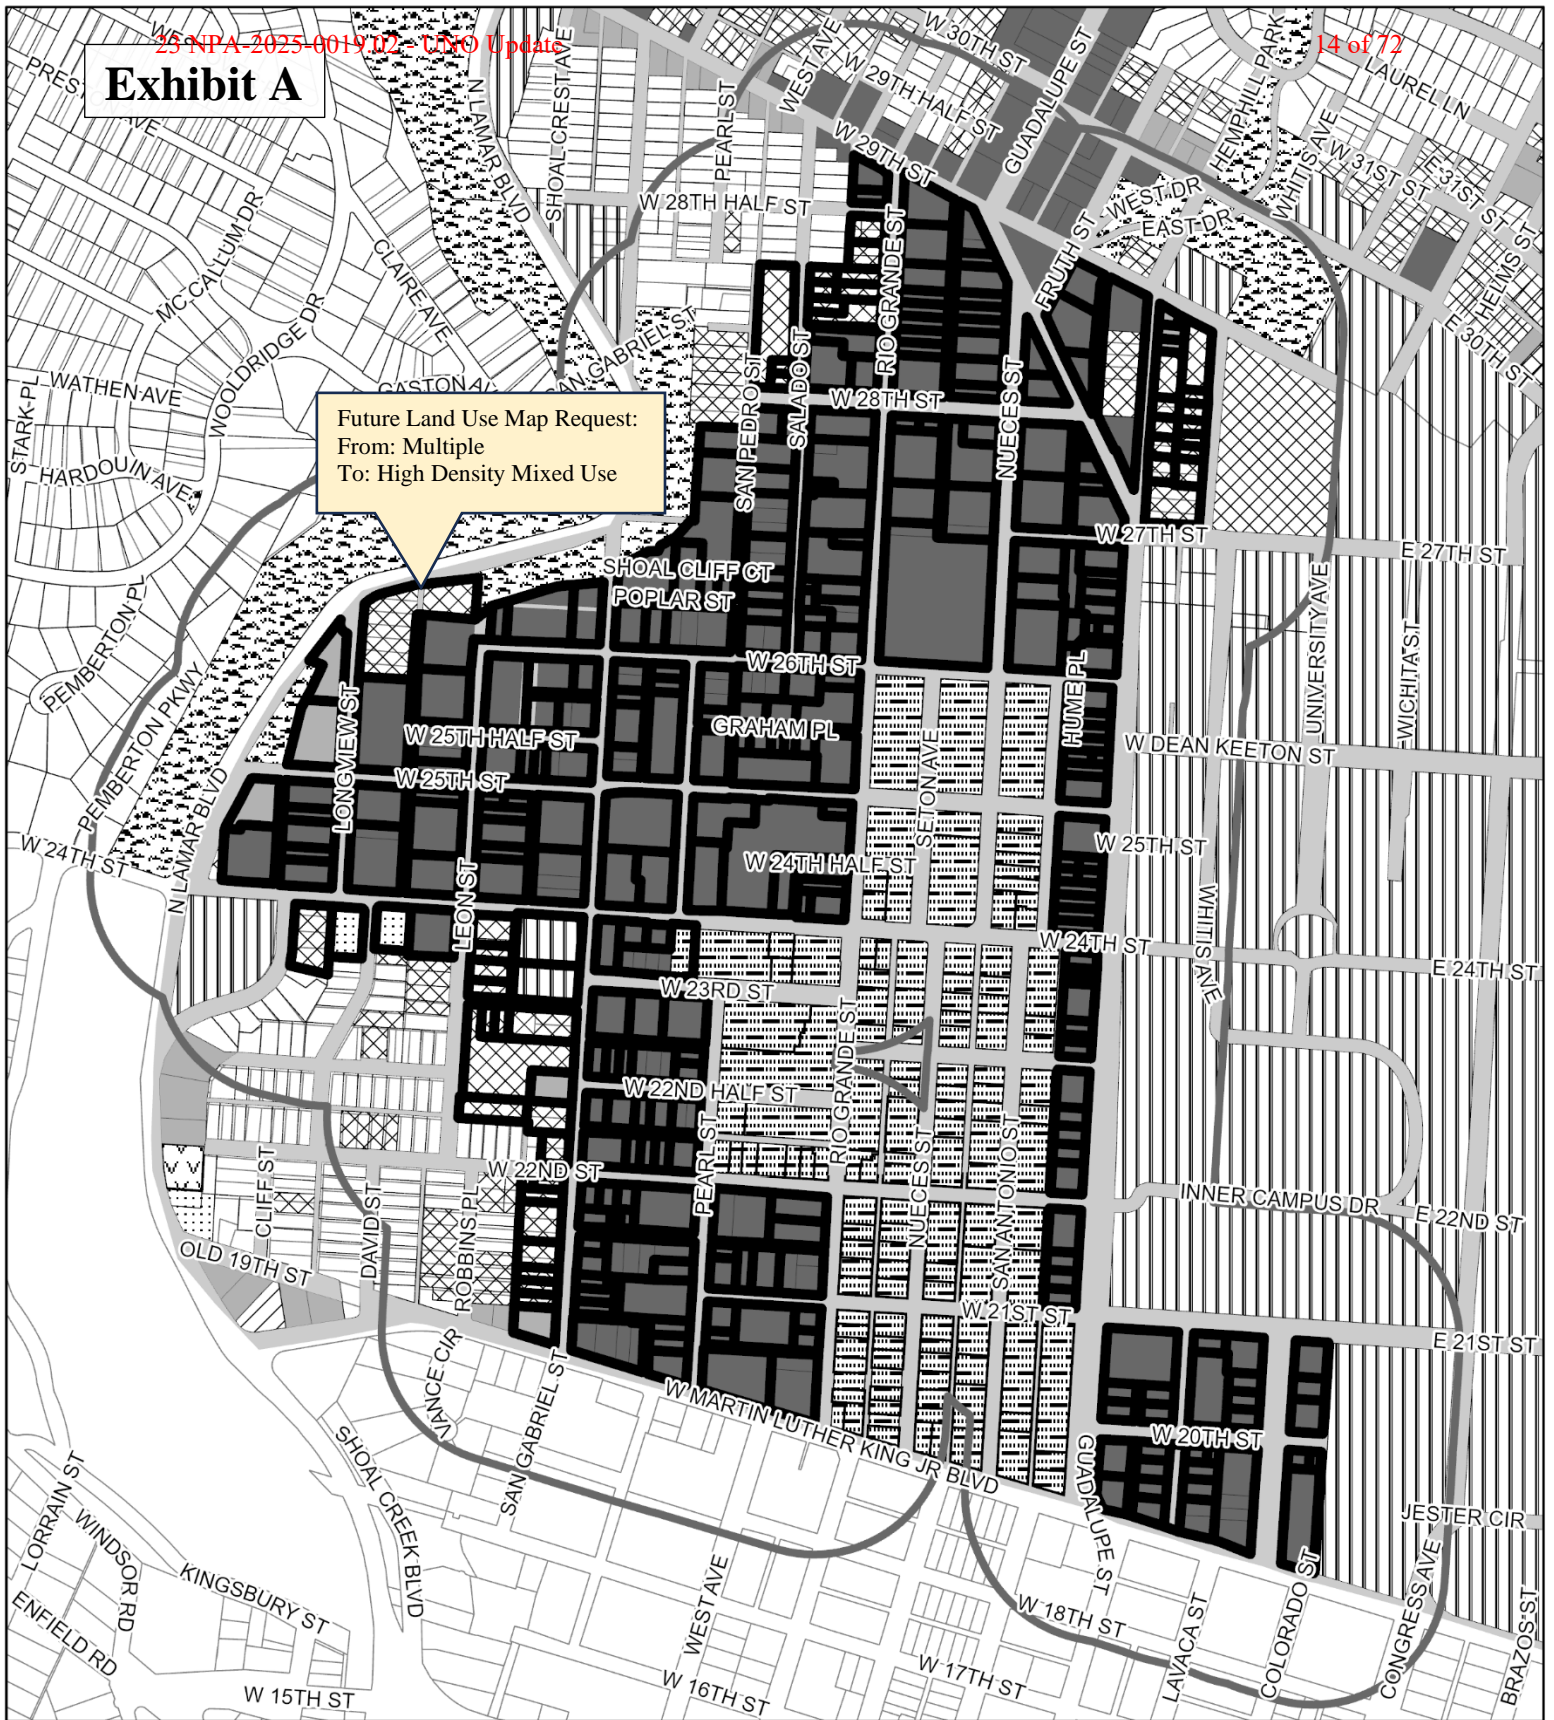 23 NPA-2025-0019.02 - UNO Update
14 of 72
Exhibit A
W 30TH ST
WEST AVE
W 29TH HALF ST
GUADALUPE ST
HEMPHILL PARK
LAUREL LN
WHITIS AVE
W 31ST ST
E 31ST ST
HELMS ST
E 30TH ST
N LAMAR BLVD
SHOALCREST AVE
PEARL ST
W 29TH ST
W 28TH HALF ST
WEST DR
EAST DR
FRUTH ST
RIO GRANDE ST
MC CALLUM DR
CLAIRE AVE
WOOLDRIDGE DR
WATHEN AVE
STARK PL
HARDOUIN AVE
SAN PEDRO ST
SALADO ST
W 28TH ST
NUECES ST
Future Land Use Map Request:
From: Multiple
To: High Density Mixed Use
W 27TH ST
E 27TH ST
SHOAL CLIFF CT
POPLAR ST
PEMBERTON PL
PEMBERTON PKWY
W 26TH ST
HUME PL
UNIVERSITY AVE
WICHITA ST
LONGVIEW ST
W 25TH HALF ST
GRAHAM PL
SETON AVE
W DEAN KEETON ST
W 25TH ST
W 24TH ST
N LAMAR BLVD
W 24TH HALF ST
W 25TH ST
LEON ST
WHITIS AVE
W 24TH ST
E 24TH ST
W 23RD ST
RIO GRANDE ST
W 22ND HALF ST
PEARL ST
NUECES ST
SAN ANTONIO ST
CLIFF ST
DAVID ST
ROBBINS PL
W 22ND ST
INNER CAMPUS DR
E 22ND ST
OLD 19TH ST
W 21ST ST
E 21ST ST
VANCE CIR
SAN GABRIEL ST
W MARTIN LUTHER KING JR BLVD
W 20TH ST
GUADALUPE ST
JESTER CIR
LORRAIN ST
WINDSOR RD
SHOAL CREEK BLVD
KINGSBURY ST
ENFIELD RD
WEST AVE
W 18TH ST
LAVACA ST
COLORADO ST
CONGRESS AVE
BRAZOS ST
W 17TH ST
W 16TH ST
W 15TH ST